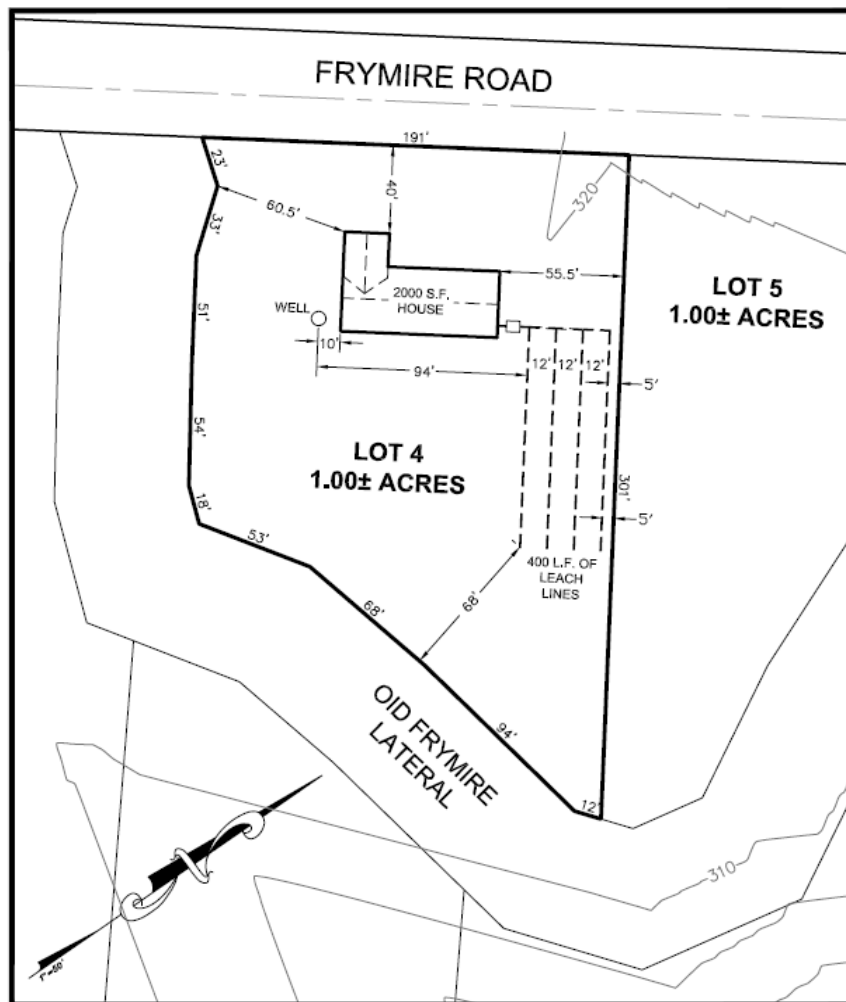 FRYMIRE ROAD
191'
23'
40'
60.5'
33'
320
55.5'
LOT 5
1.00± ACRES
2000 S.F.
HOUSE
WELL
51'
10'
12'
12'
12'
94'
5'
54'
LOT 4
1.00± ACRES
301'
18'
5'
53'
400 L.F. OF
LEACH
LINES
68'
68'
OID FRYMIRE
LATERAL
94'
12'
310
N
1"=50'